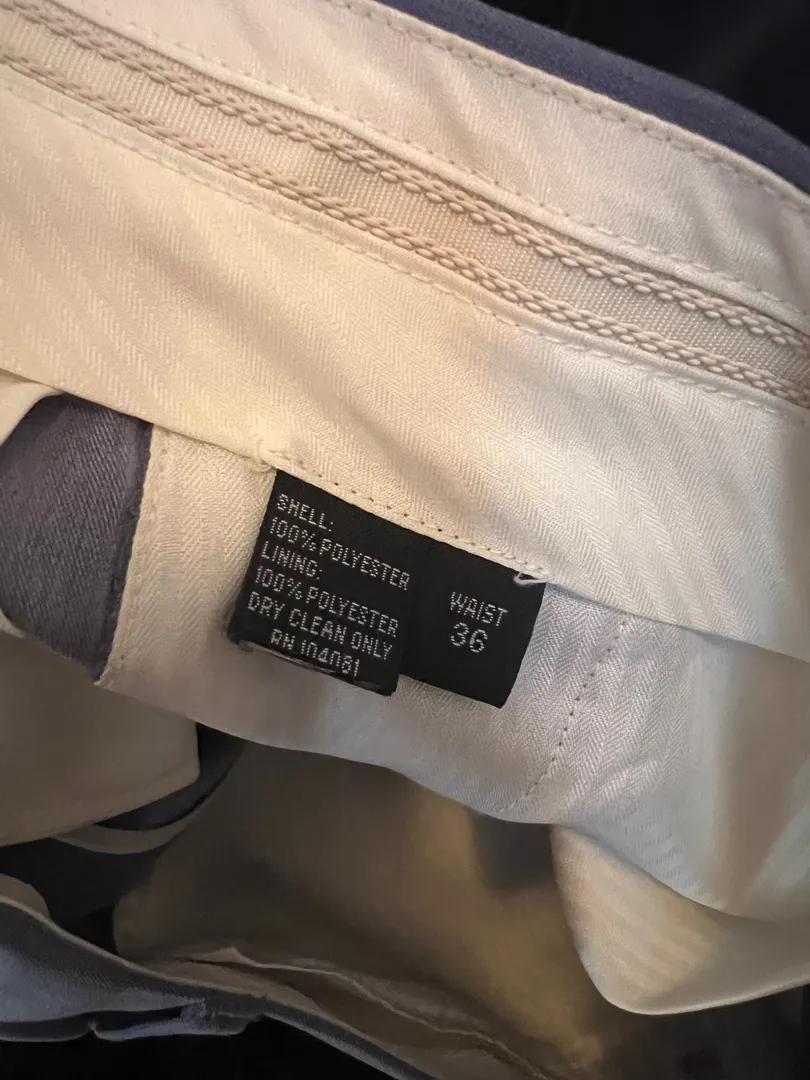 SHELL:
100% POLYESTER
LINING:
100% POLYESTER
DRY CLEAN ONLY
RN 104081
WAIST
36